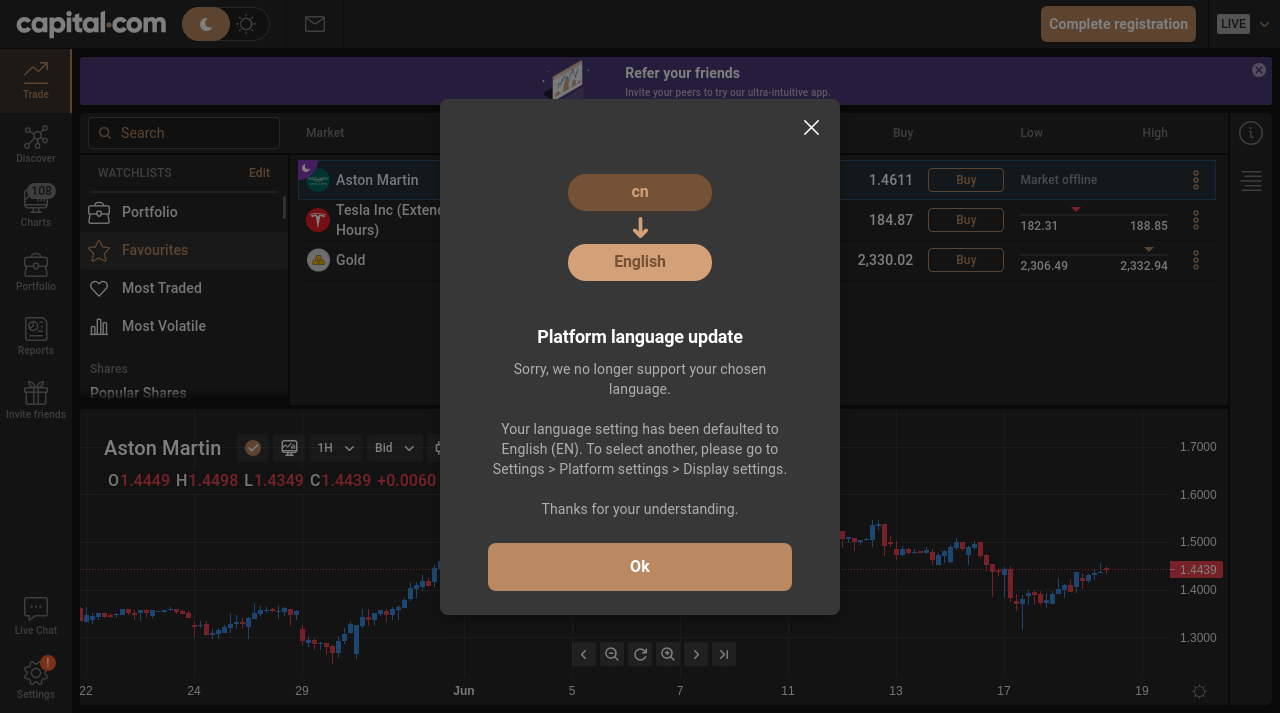 capital.com
Complete registration
LIVE
Trade
Refer your friends
Invite your peers to try our ultra-intuitive app.
Search
Market
Buy
Low
High
Discover
WATCHLISTS
Edit
Aston Martin
1.4611
Buy
Market offline
108
Charts
Portfolio
Tesla Inc (Extend
Hours)
184.87
Buy
182.31
188.85
Favourites
Gold
2,330.02
Buy
2,306.49
2,332.94
Portfolio
Most Traded
Reports
Most Volatile
Shares
Popular Shares
Invite friends
cn
English
Platform language update
Sorry, we no longer support your chosen
language.
Your language setting has been defaulted to
English (EN). To select another, please go to
Settings > Platform settings > Display settings.
Thanks for your understanding.
Ok
Aston Martin
1H
Bid
O1.4449 H1.4498 L1.4349 C1.4439 +0.0060
1.7000
1.6000
1.5000
1.4439
1.4000
1.3000
Live Chat
!
Settings
22
24
29
Jun
5
7
11
13
17
19